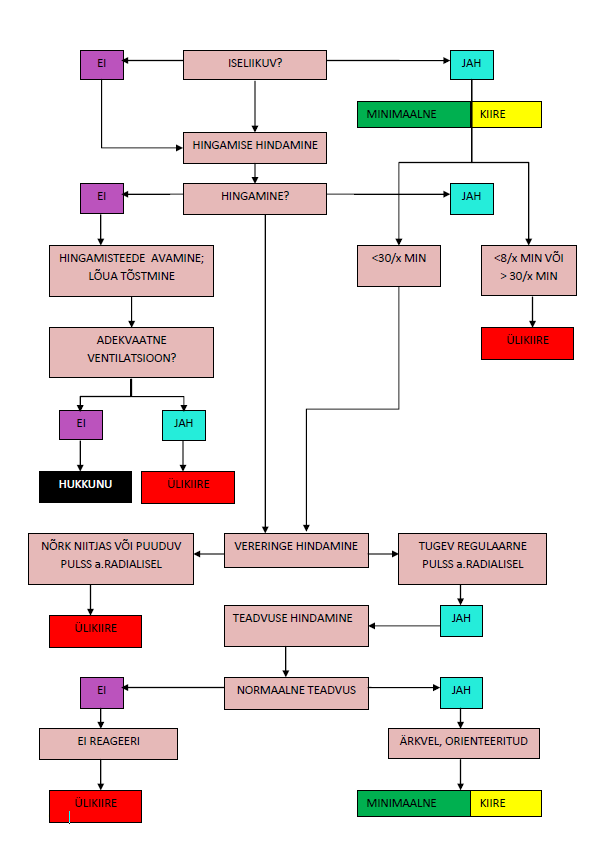 EI
ISELIIKUV?
JAH
MINIMAALNE
KIIRE
HINGAMISE HINDAMINE
EI
HINGAMINE?
JAH
HINGAMISTEEDE AVAMINE;
LÕUA TÕSTMINE
<30/x MIN
<8/x MIN VÕI
> 30/x MIN
ADEKVAATNE
VENTILATSIOON?
ÜLIKIIRE
EI
JAH
HUKKUNU
ÜLIKIIRE
NÕRK NIITJAS VÕI PUUDUV
PULSS a.RADIALISEL
VERERINGE HINDAMINE
TUGEV REGULAARNE
PULSS a.RADIALISEL
ÜLIKIIRE
TEADVUSE HINDAMINE
JAH
EI
NORMAALNE TEADVUS
JAH
EI REAGEERI
ÄRKVEL, ORIENTEERITUD
ÜLIKIIRE
MINIMAALNE
KIIRE